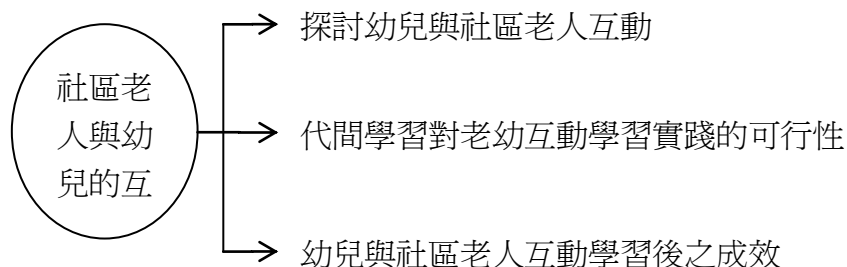 社區老
人與幼
兒的互
探討幼兒與社區老人互動
代間學習對老幼互動學習實踐的可行性
幼兒與社區老人互動學習後之成效